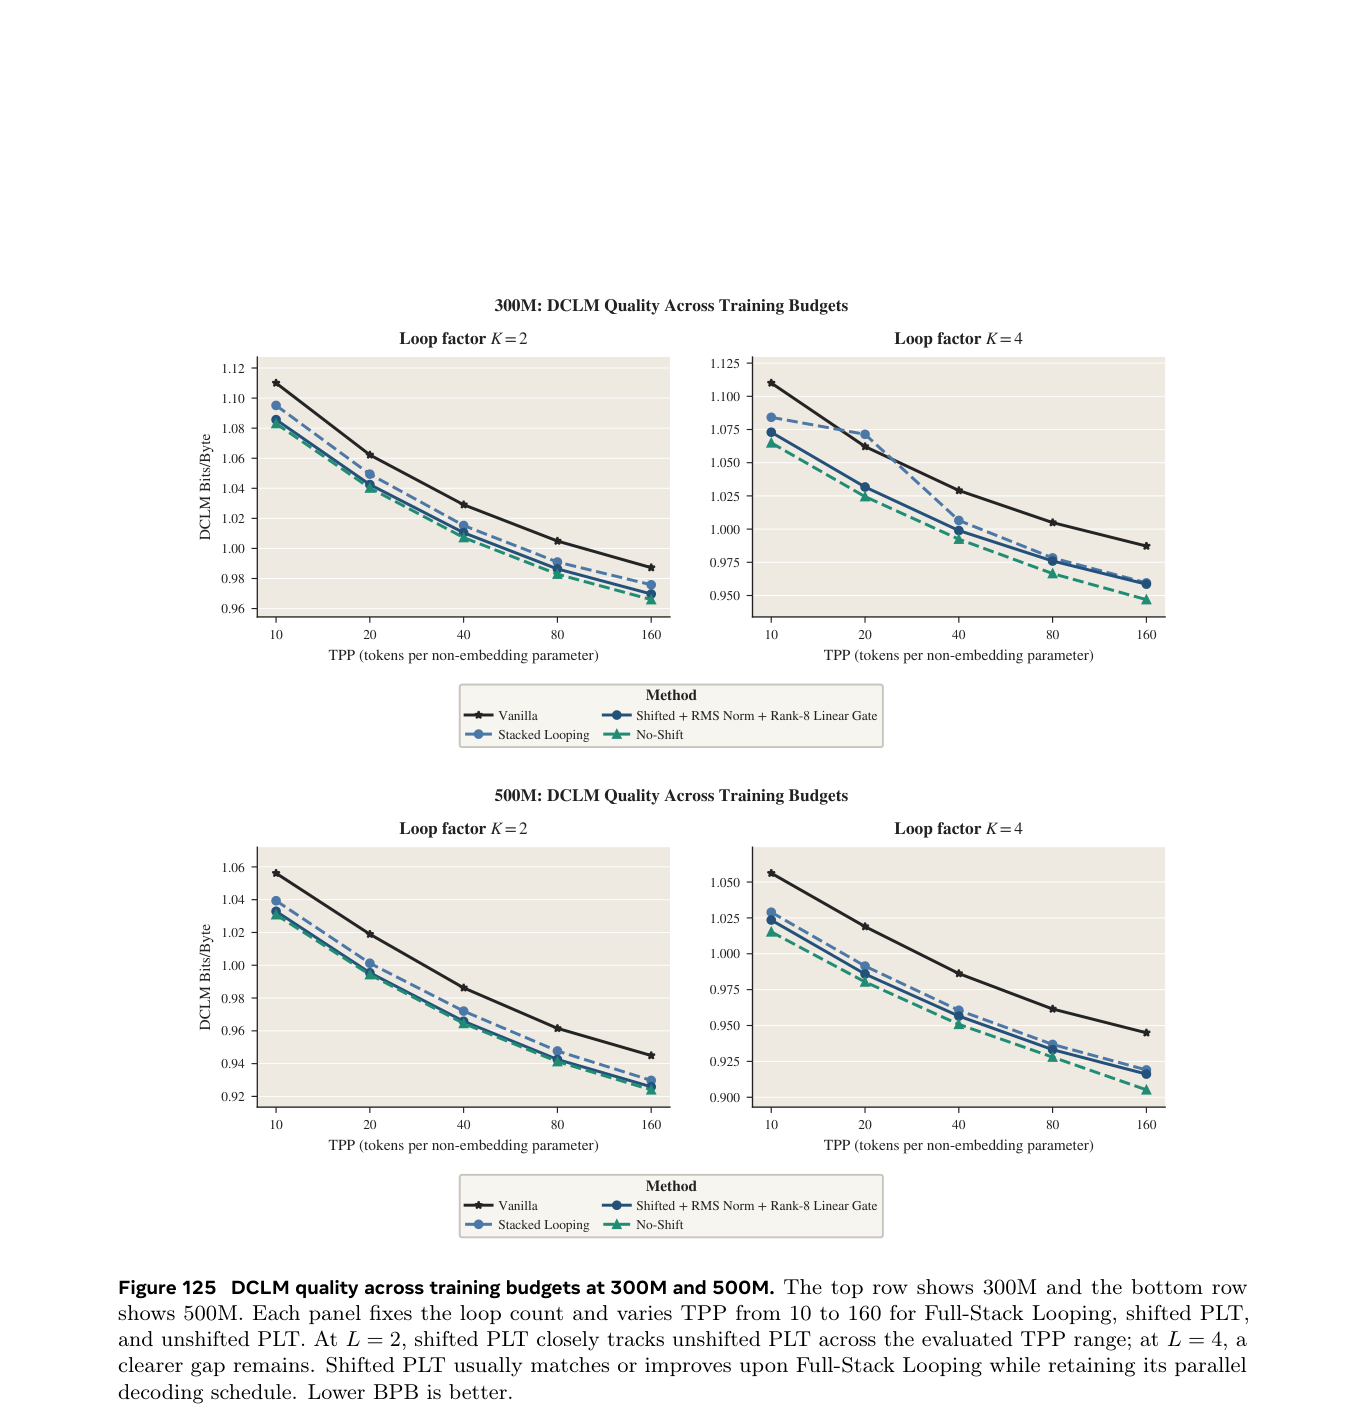 300M: DCLM Quality Across Training Budgets
Loop factor K = 2
Loop factor K = 4
DCLM Bits/Byte
1.12
1.10
1.08
1.06
1.04
1.02
1.00
0.98
0.96
10 20 40 80 160
TPP (tokens per non-embedding parameter)
1.125
1.100
1.075
1.050
1.025
1.000
0.975
0.950
10 20 40 80 160
TPP (tokens per non-embedding parameter)
Method
Vanilla
Stacked Looping
Shifted + RMS Norm + Rank-8 Linear Gate
No-Shift
500M: DCLM Quality Across Training Budgets
Loop factor K = 2
Loop factor K = 4
DCLM Bits/Byte
1.06
1.04
1.02
1.00
0.98
0.96
0.94
0.92
10 20 40 80 160
TPP (tokens per non-embedding parameter)
1.050
1.025
1.000
0.975
0.950
0.925
0.900
10 20 40 80 160
TPP (tokens per non-embedding parameter)
Method
Vanilla
Stacked Looping
Shifted + RMS Norm + Rank-8 Linear Gate
No-Shift
Figure 125 DCLM quality across training budgets at 300M and 500M. The top row shows 300M and the bottom row
shows 500M. Each panel fixes the loop count and varies TPP from 10 to 160 for Full-Stack Looping, shifted PLT,
and unshifted PLT. At L = 2, shifted PLT closely tracks unshifted PLT across the evaluated TPP range; at L = 4, a
clearer gap remains. Shifted PLT usually matches or improves upon Full-Stack Looping while retaining its parallel
decoding schedule. Lower BPB is better.